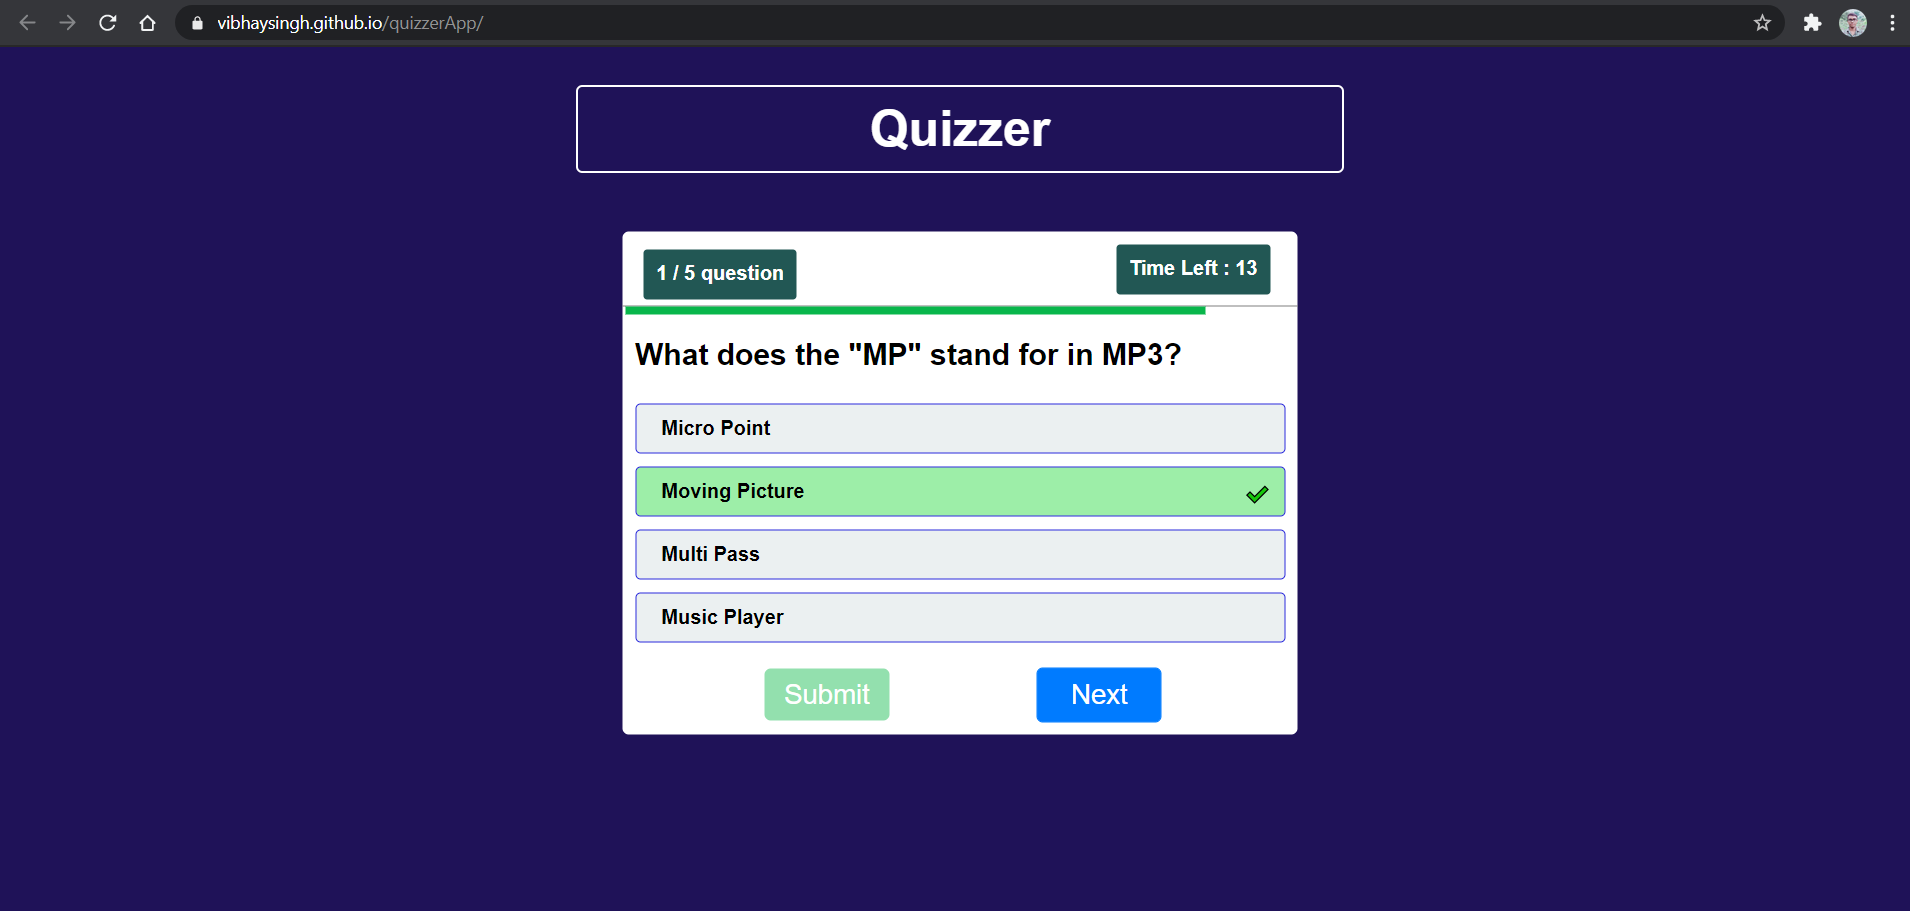 vibhaysingh.github.io/quizzerApp/
Quizzer
1 / 5 question
Time Left : 13
What does the "MP" stand for in MP3?
Micro Point
Moving Picture
Multi Pass
Music Player
Submit
Next